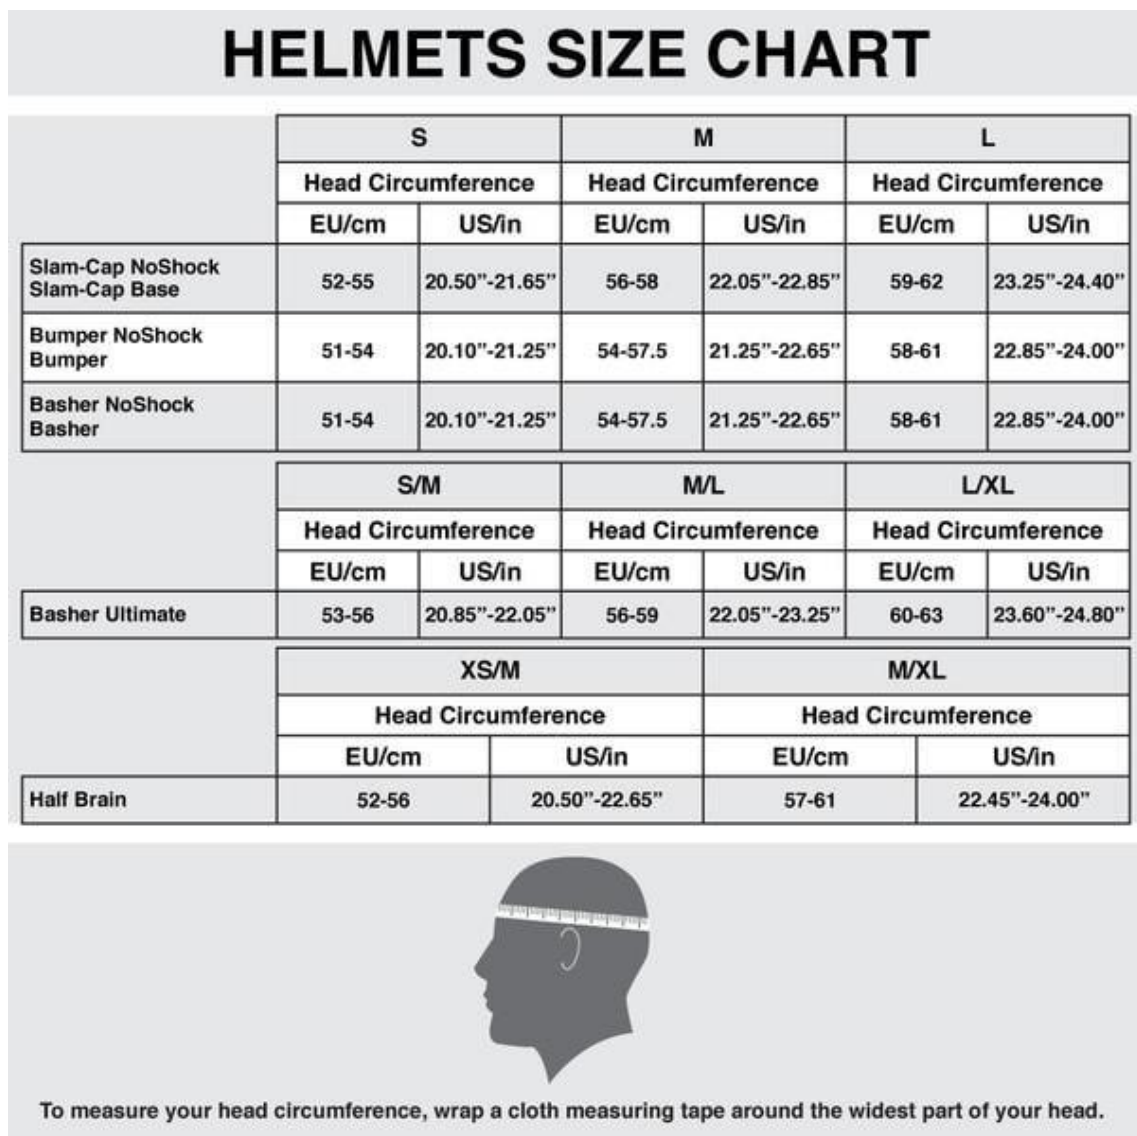 HELMETS SIZE CHART
S M L
Head Circumference Head Circumference Head Circumference
EU/cm US/in EU/cm US/in EU/cm US/in
Slam-Cap NoShock
Slam-Cap Base 52-55 20.50”-21.65” 56-58 22.05”-22.85” 59-62 23.25”-24.40”
Bumper NoShock
Bumper 51-54 20.10”-21.25” 54-57.5 21.25”-22.65” 58-61 22.85”-24.00”
Basher NoShock
Basher 51-54 20.10”-21.25” 54-57.5 21.25”-22.65” 58-61 22.85”-24.00”
S/M M/L L/XL
Head Circumference Head Circumference Head Circumference
EU/cm US/in EU/cm US/in EU/cm US/in
Basher Ultimate 53-56 20.85”-22.05” 56-59 22.05”-23.25” 60-63 23.60”-24.80”
XS/M M/XL
Head Circumference Head Circumference
EU/cm US/in EU/cm US/in
Half Brain 52-56 20.50”-22.65” 57-61 22.45”-24.00”
To measure your head circumference, wrap a cloth measuring tape around the widest part of your head.